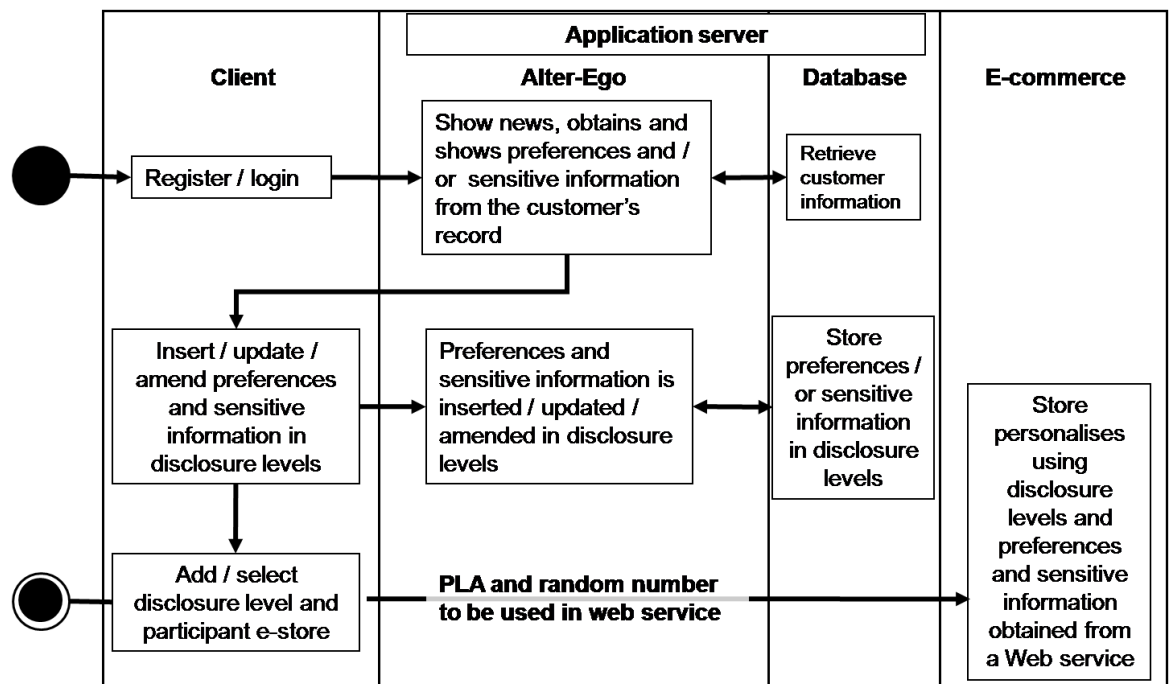 Application server
Client
Alter-Ego
Database
E-commerce
Register / login
Show news, obtains and
shows preferences and /
or sensitive information
from the customer's
record
Retrieve
customer
information
Insert / update /
amend preferences
and sensitive
information in
disclosure levels
Preferences and
sensitive information is
inserted / updated /
amended in disclosure
levels
Store
preferences /
or sensitive
information
in disclosure
levels
Store
personalises
using
disclosure
levels and
preferences
and sensitive
information
obtained from
a Web service
Add / select
disclosure level and
participant e-store
PLA and random number
to be used in web service